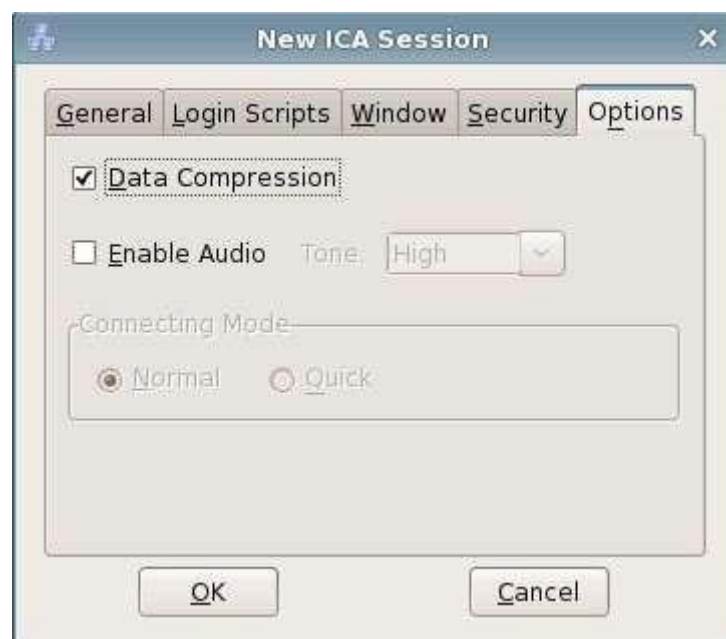 New ICA Session
General Login Scripts Window Security Options
Data Compression
Enable Audio Tone: High
Connecting Mode
Normal Quick
OK Cancel